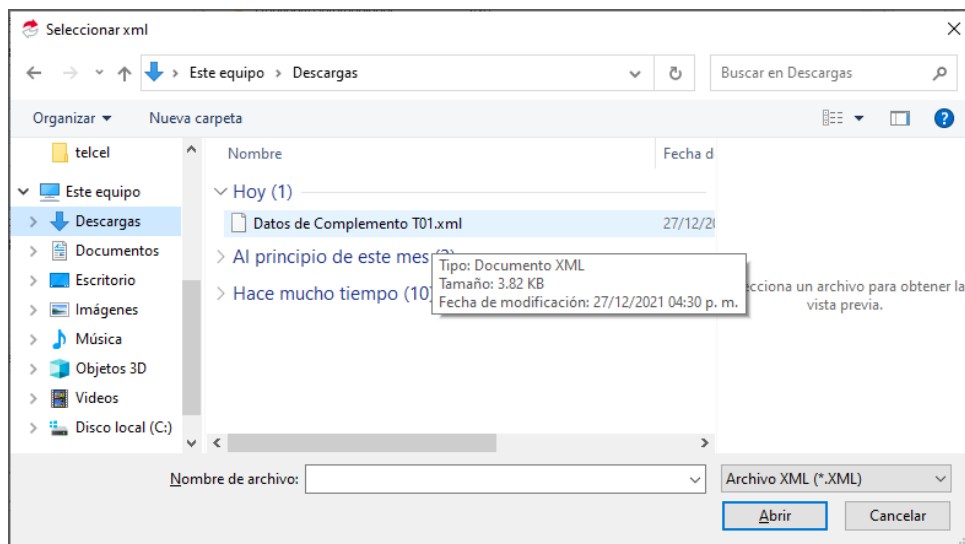 Seleccionar xml
Este equipo > Descargas
Buscar en Descargas
Organizar
Nueva carpeta
telcel
Este equipo
Descargas
Documentos
Escritorio
Imágenes
Música
Objetos 3D
Videos
Disco local (C:)
Nombre
Fecha d
Hoy (1)
Datos de Complemento T01.xml
27/12/20
Al principio de este mes
Hace mucho tiempo (10)
Tipo: Documento XML
Tamaño: 3.82 KB
Fecha de modificación: 27/12/2021 04:30 p. m.
ecciona un archivo para obtener la
vista previa.
Nombre de archivo:
Archivo XML (*.XML)
Abrir
Cancelar